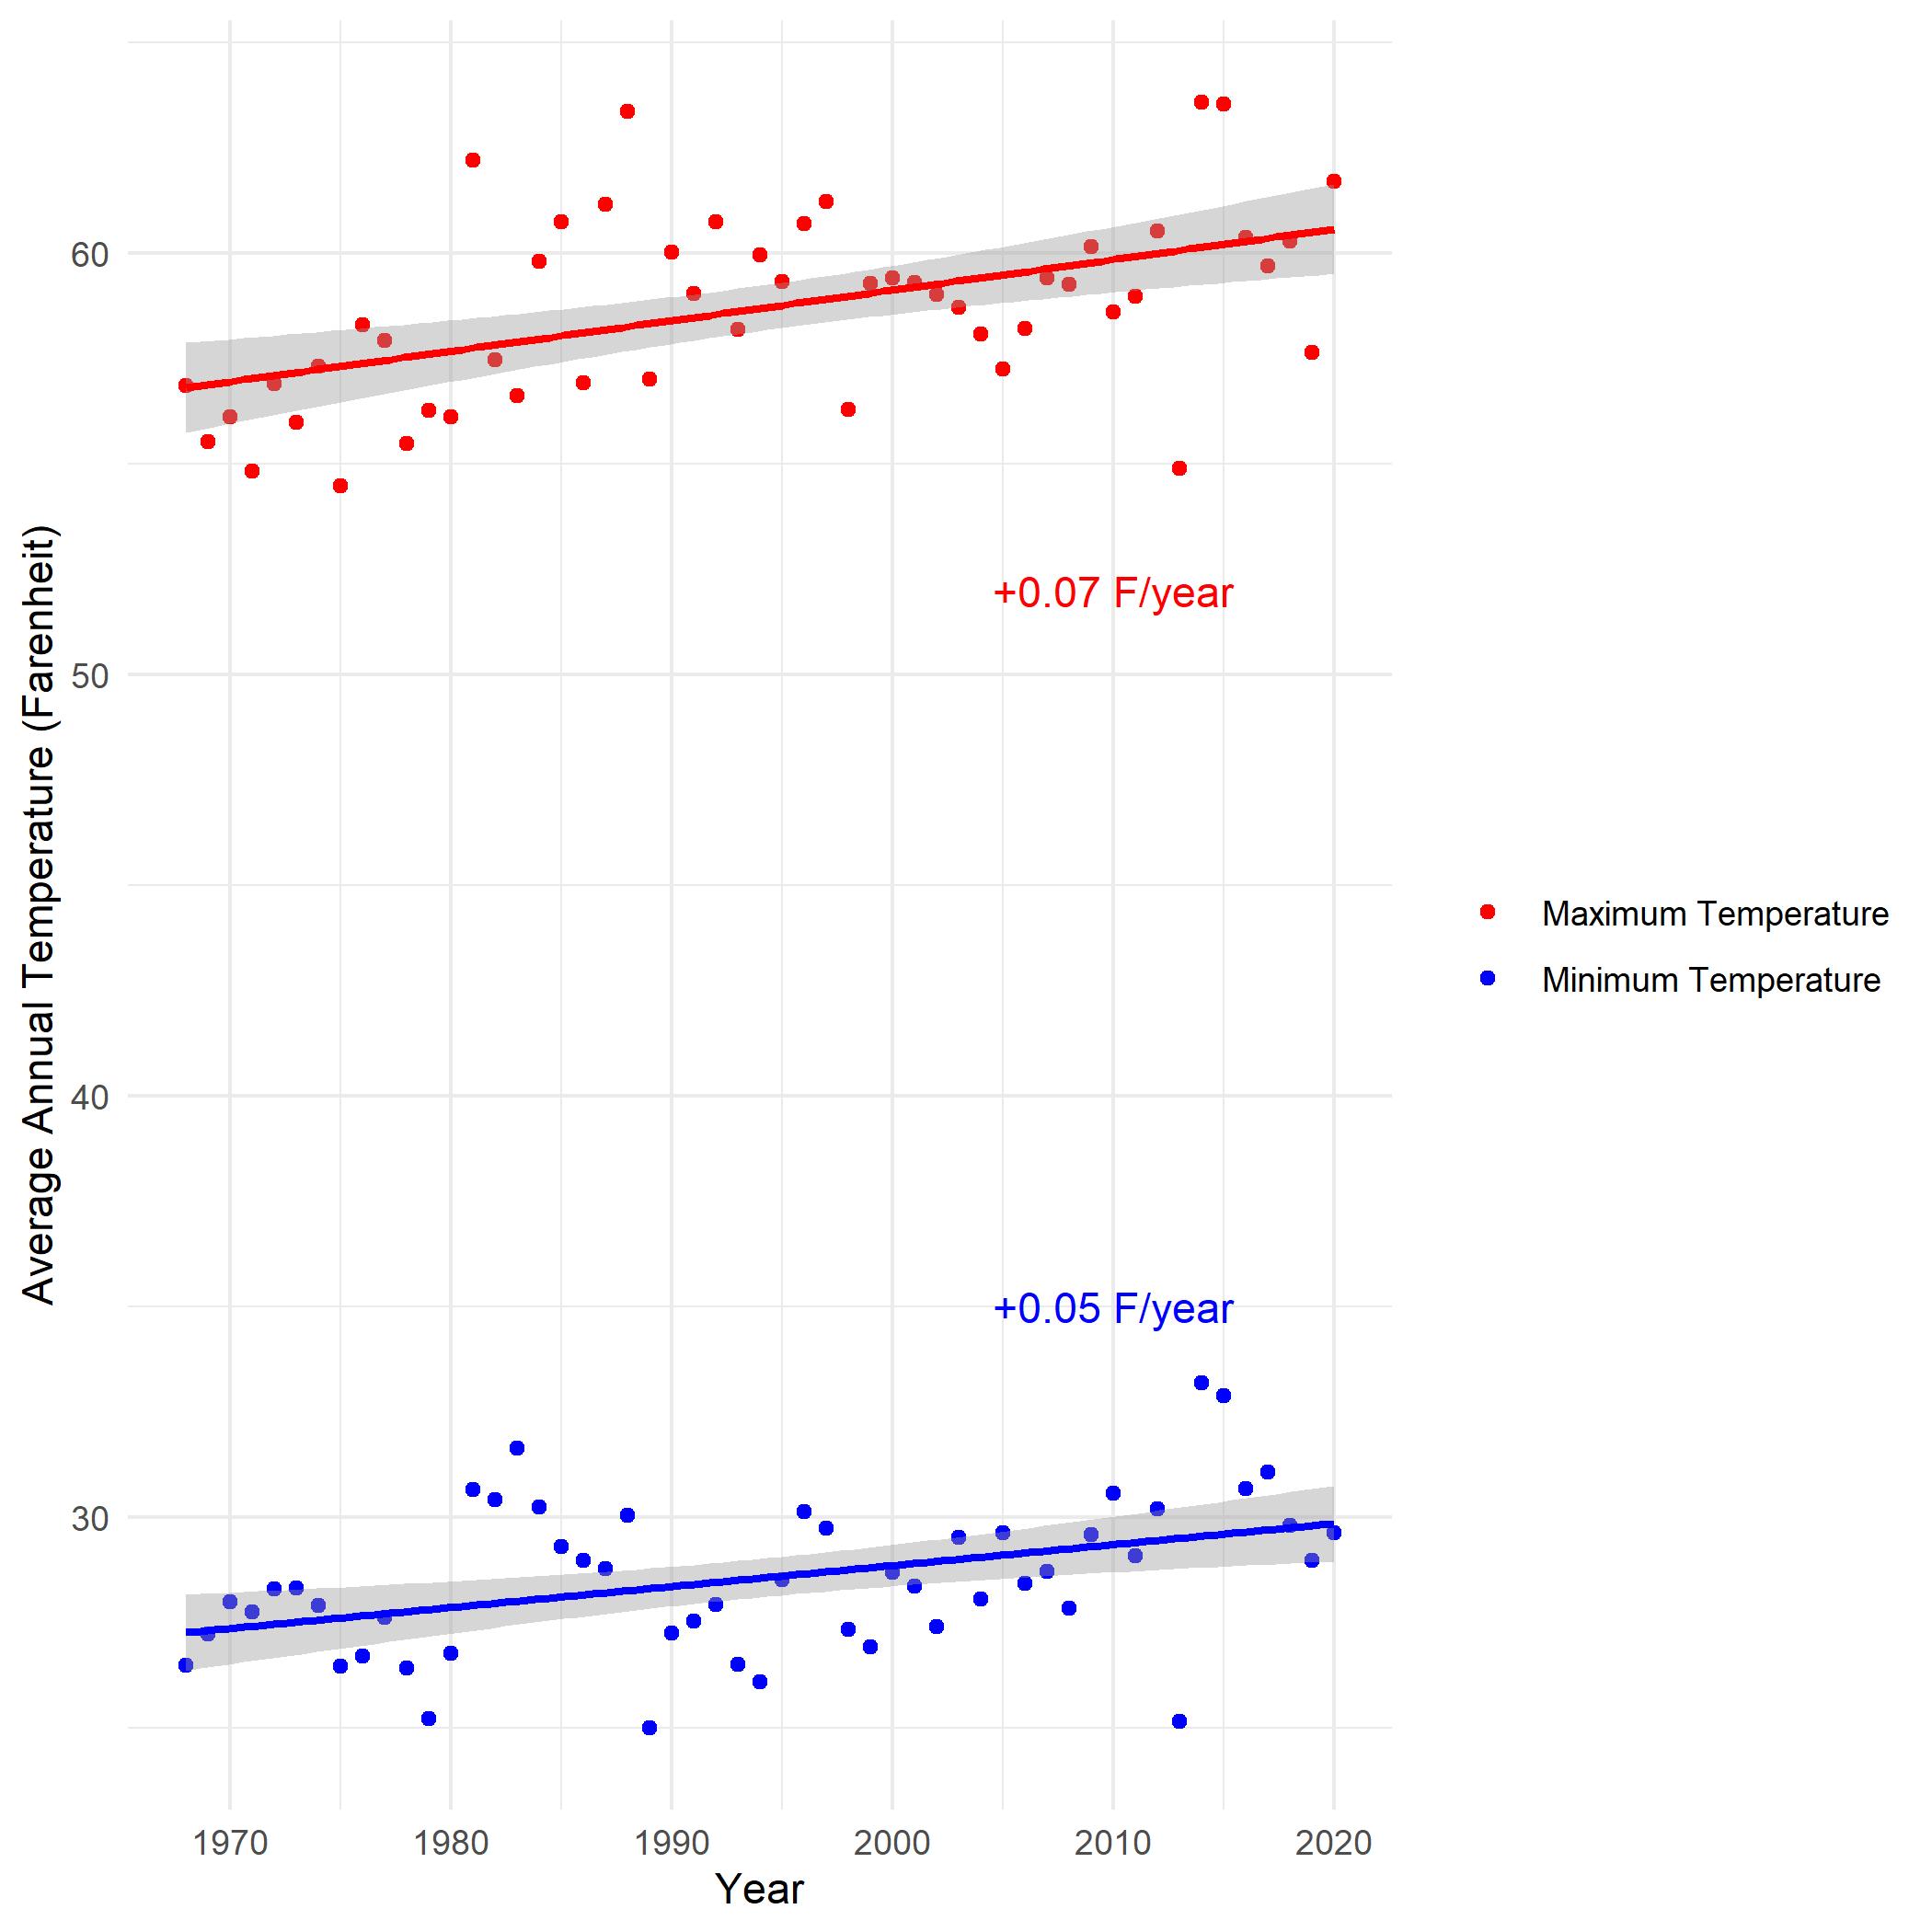 Average Annual Temperature (Farenheit)
60
50
40
30
+0.07 F/year
+0.05 F/year
1970 1980 1990 2000 2010 2020
Year
Maximum Temperature
Minimum Temperature